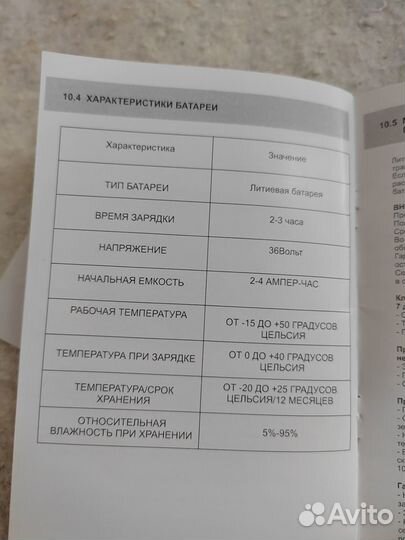 10.4 ХАРАКТЕРИСТИКИ БАТАРЕИ
Характеристика
Значение
ТИП БАТАРЕИ
Литиевая батарея
ВРЕМЯ ЗАРЯДКИ
2-3 часа
НАПРЯЖЕНИЕ
36Вольт
НАЧАЛЬНАЯ ЕМКОСТЬ
2-4 АМПЕР-ЧАС
РАБОЧАЯ ТЕМПЕРАТУРА
ОТ -15 ДО +50 ГРАДУСОВ
ЦЕЛЬСИЯ
ТЕМПЕРАТУРА ПРИ ЗАРЯДКЕ
ОТ 0 ДО +40 ГРАДУСОВ
ЦЕЛЬСИЯ
ТЕМПЕРАТУРА/СРОК
ХРАНЕНИЯ
ОТ -20 ДО +25 ГРАДУСОВ
ЦЕЛЬСИЯ/12 МЕСЯЦЕВ
ОТНОСИТЕЛЬНАЯ
ВЛАЖНОСТЬ ПРИ ХРАНЕНИИ
5%-95%
10.5
Avito